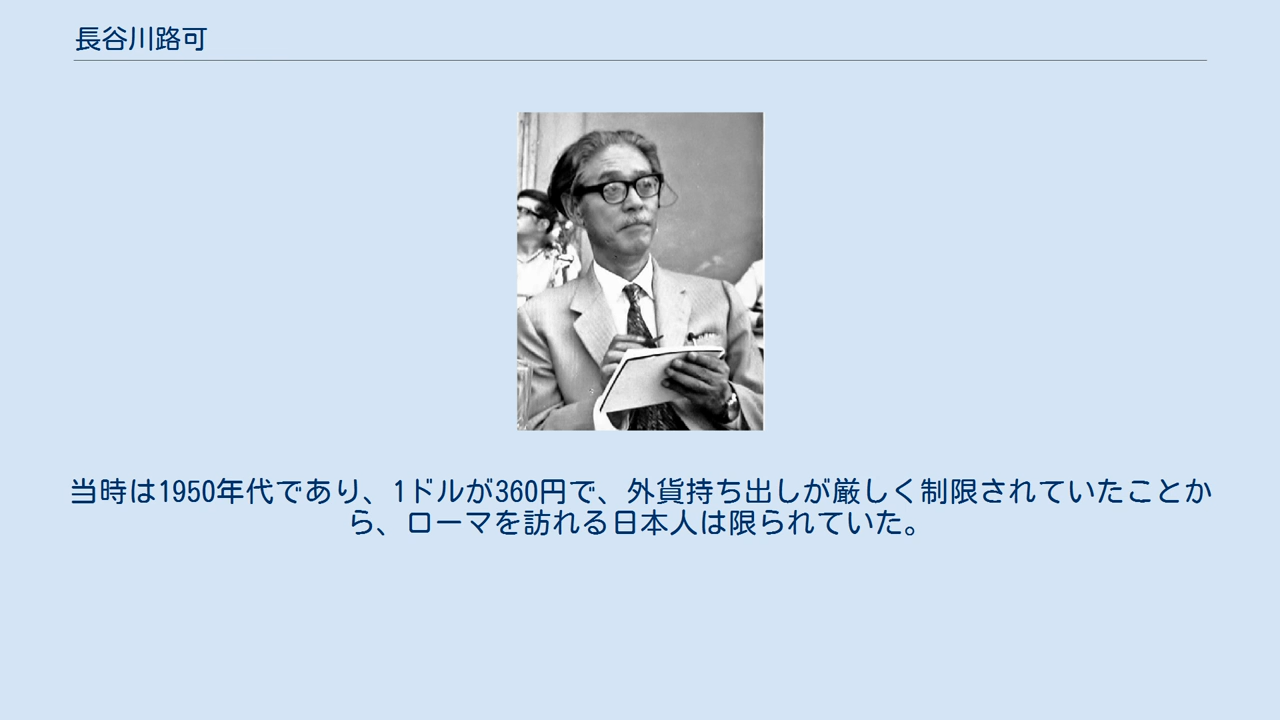 長谷川路可
当時は1950年代であり、1ドルが360円で、外貨持ち出しが厳しく制限されていたことか
ら、ローマを訪れる日本人は限られていた。